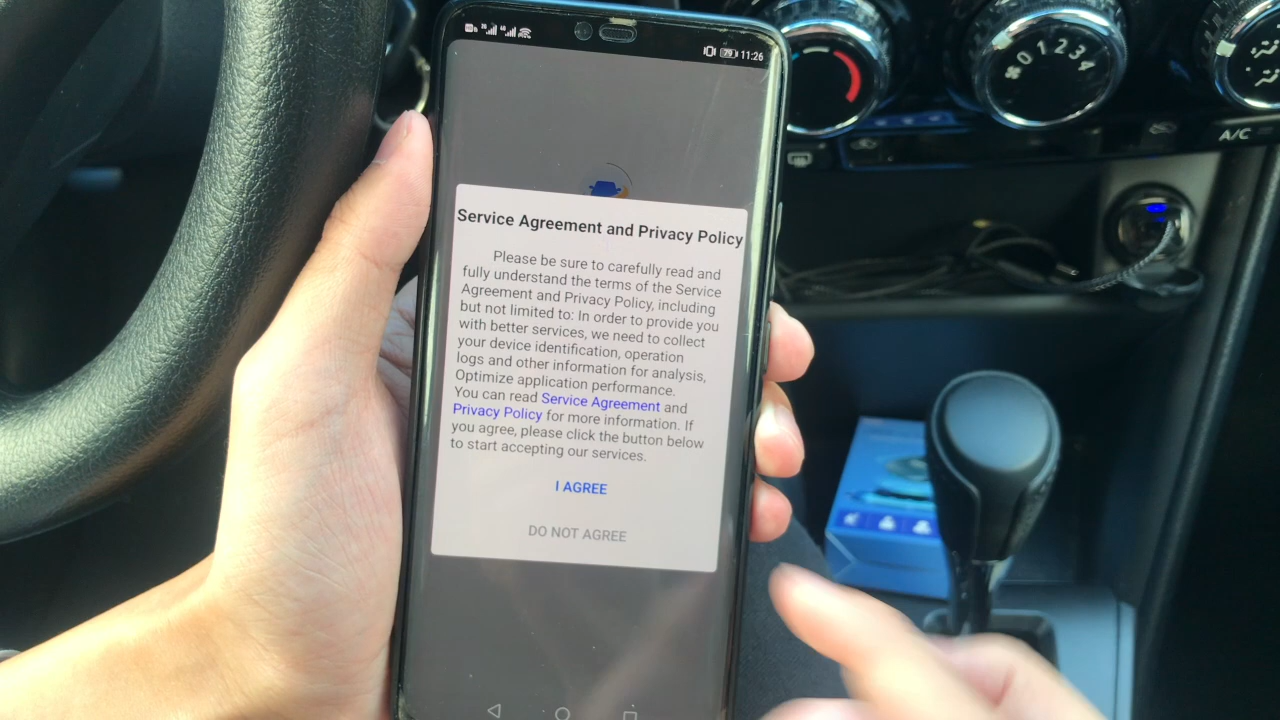 11:26
Service Agreement and Privacy Policy
Please be sure to carefully read and
fully understand the terms of the Service
Agreement and Privacy Policy, including
but not limited to: In order to provide you
with better services, we need to collect
your device identification, operation
logs and other information for analysis,
Optimize application performance.
You can read Service Agreement and
Privacy Policy for more information. If
you agree, please click the button below
to start accepting our services.
I AGREE
DO NOT AGREE
0 1 2 3 4
A/C